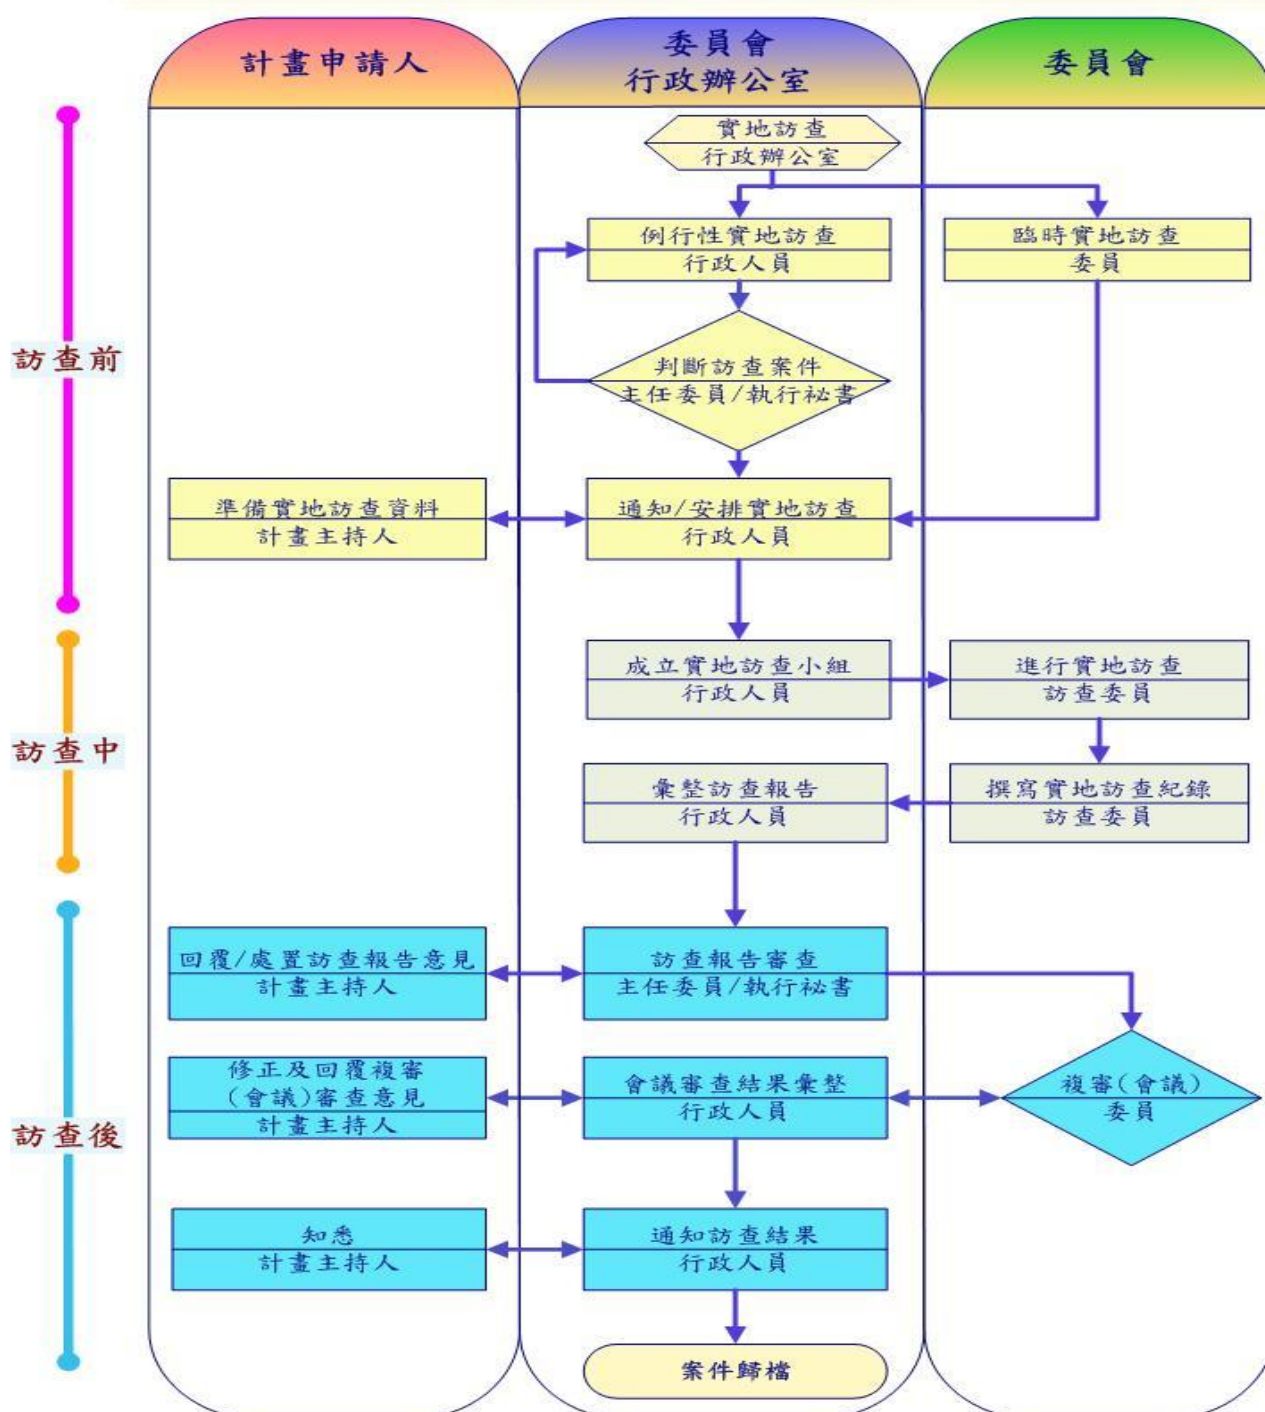 計畫申請人
委員會
行政辦公室
委員會
訪查前
實地訪查
行政辦公室
例行性實地訪查
行政人員
臨時實地訪查
委員
判斷訪查案件
主任委員/執行祕書
準備實地訪查資料
計畫主持人
通知/安排實地訪查
行政人員
訪查中
成立實地訪查小組
行政人員
進行實地訪查
訪查委員
彙整訪查報告
行政人員
撰寫實地訪查紀錄
訪查委員
訪查後
回覆/處置訪查報告意見
計畫主持人
訪查報告審查
主任委員/執行祕書
修正及回覆複審
(會議)審查意見
計畫主持人
會議審查結果彙整
行政人員
複審(會議)
委員
知悉
計畫主持人
通知訪查結果
行政人員
案件歸檔